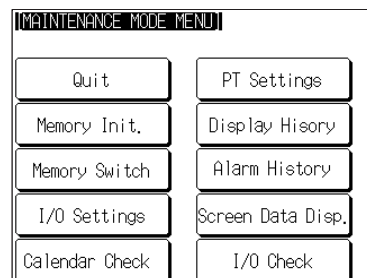 [MAINTENANCE MODE MENU]
Quit
PT Settings
Memory Init.
Display Hisory
Memory Switch
Alarm History
I/O Settings
Screen Data Disp.
Calendar Check
I/O Check